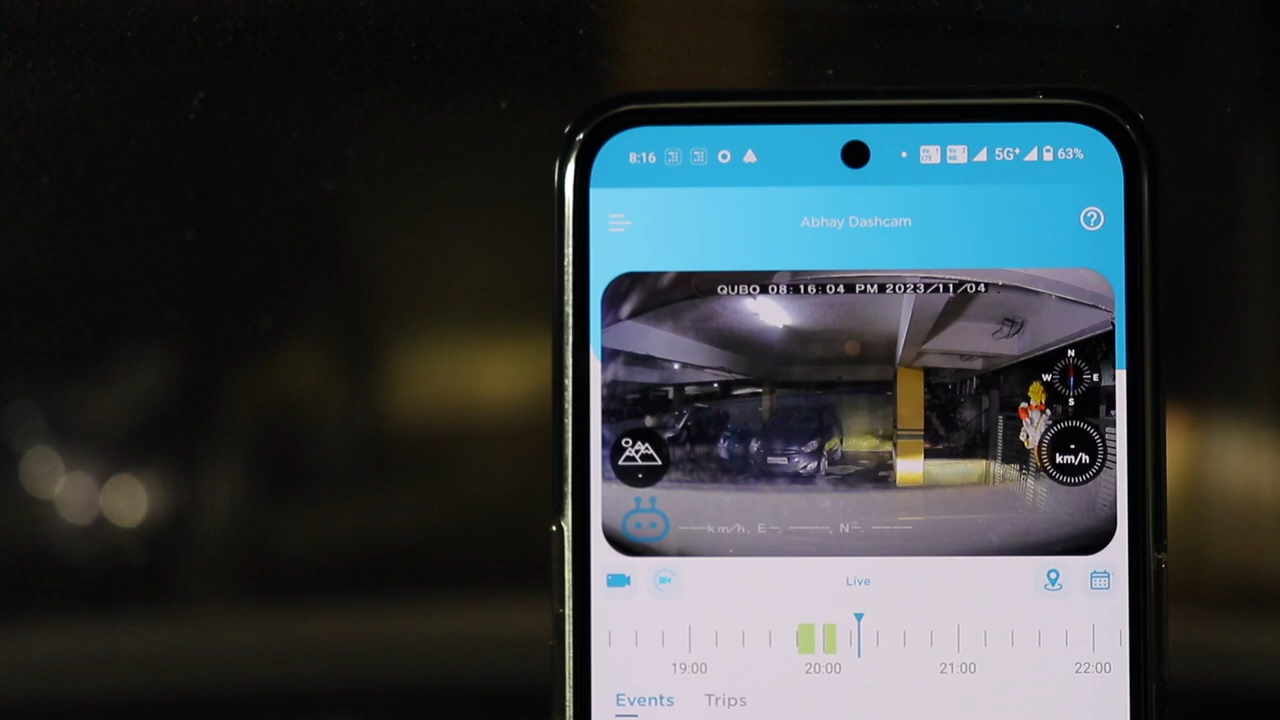 8:16 5G+ 63%
Abhay Dashcam
QUBO 08:16:04 PM 2023/11/04
N
W E
S
km/h
km/h, E N
Live
19:00 20:00 21:00 22:00
Events Trips